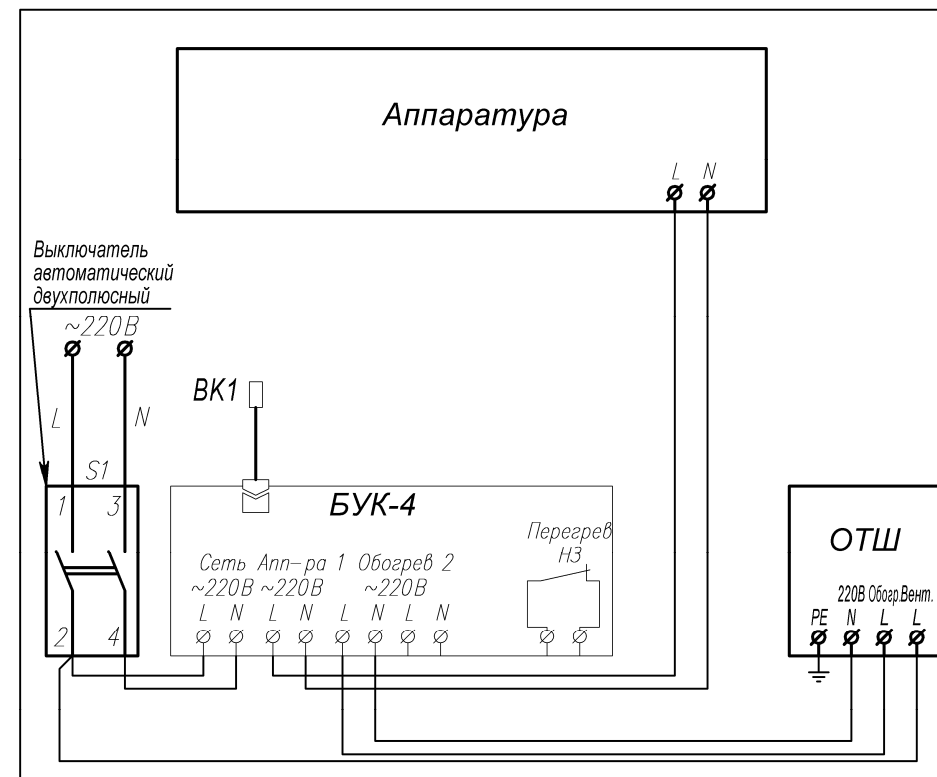 Аппаратура
L N
Выключатель
автоматический
двухполюсный
~220В
L N
S1
1 3
2 4
ВК1
БУК-4
Сеть Апп-ра 1 Обогрев 2
~220В ~220В ~220В
L N L N L N L N
Перегрев
НЗ
ОТШ
220В Обогр.Вент.
PE N L L